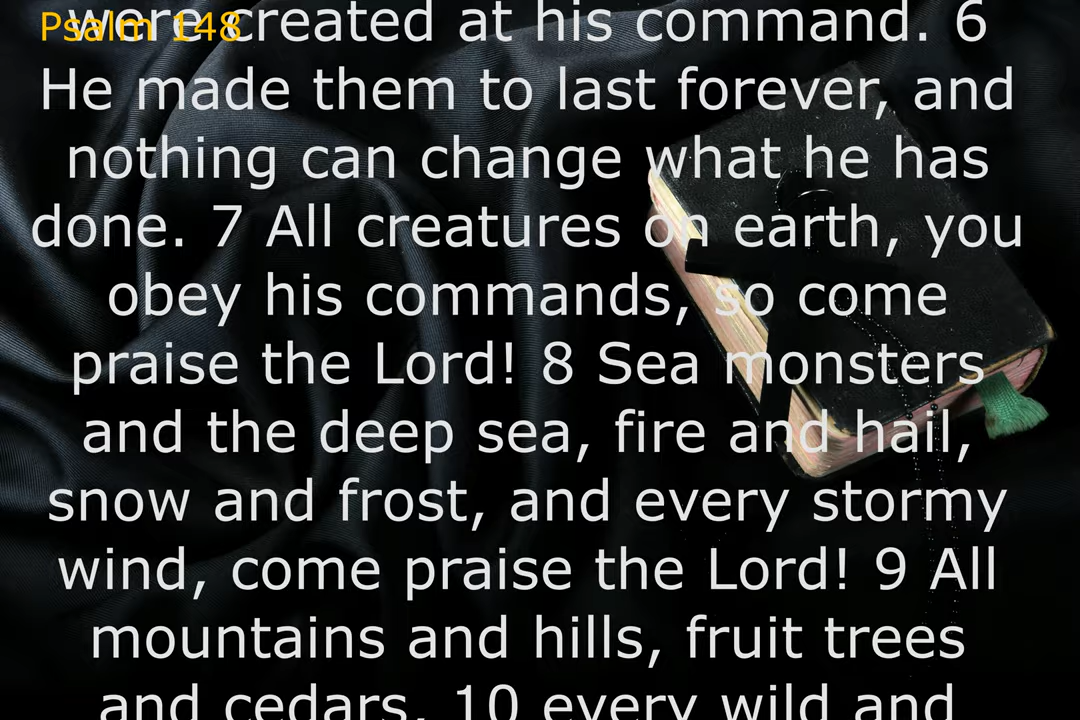 Psalm 148
were created at his command. 6
He made them to last forever, and
nothing can change what he has
done. 7 All creatures on earth, you
obey his commands, so come
praise the Lord! 8 Sea monsters
and the deep sea, fire and hail,
snow and frost, and every stormy
wind, come praise the Lord! 9 All
mountains and hills, fruit trees
and cedars, 10 every wild and